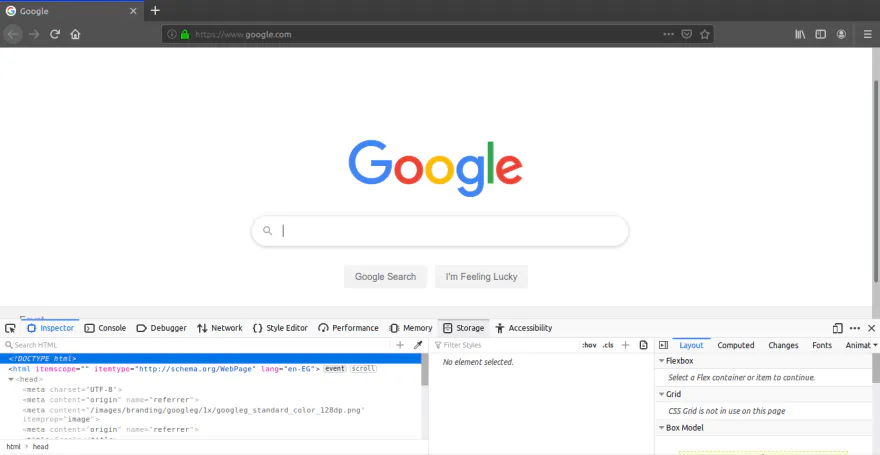 Google
https://www.google.com
Google
Google Search
I'm Feeling Lucky
Inspector
Console
Debugger
Network
Style Editor
Performance
Memory
Storage
Accessibility
Search HTML
Filter Styles
:hov .cls
Layout
Computed
Changes
Fonts
Animat
<!DOCTYPE html>
<html itemscope="" itemtype="http://schema.org/WebPage" lang="en-EG"> event scroll
<head>
<meta charset="UTF-8">
<meta content="origin" name="referrer">
<meta content="/images/branding/googleg/1x/googleg_standard_color_128dp.png"
itemprop="image">
<meta content="origin" name="referrer">
No element selected.
Flexbox
Select a Flex container or item to continue.
Grid
CSS Grid is not in use on this page
Box Model
html > head